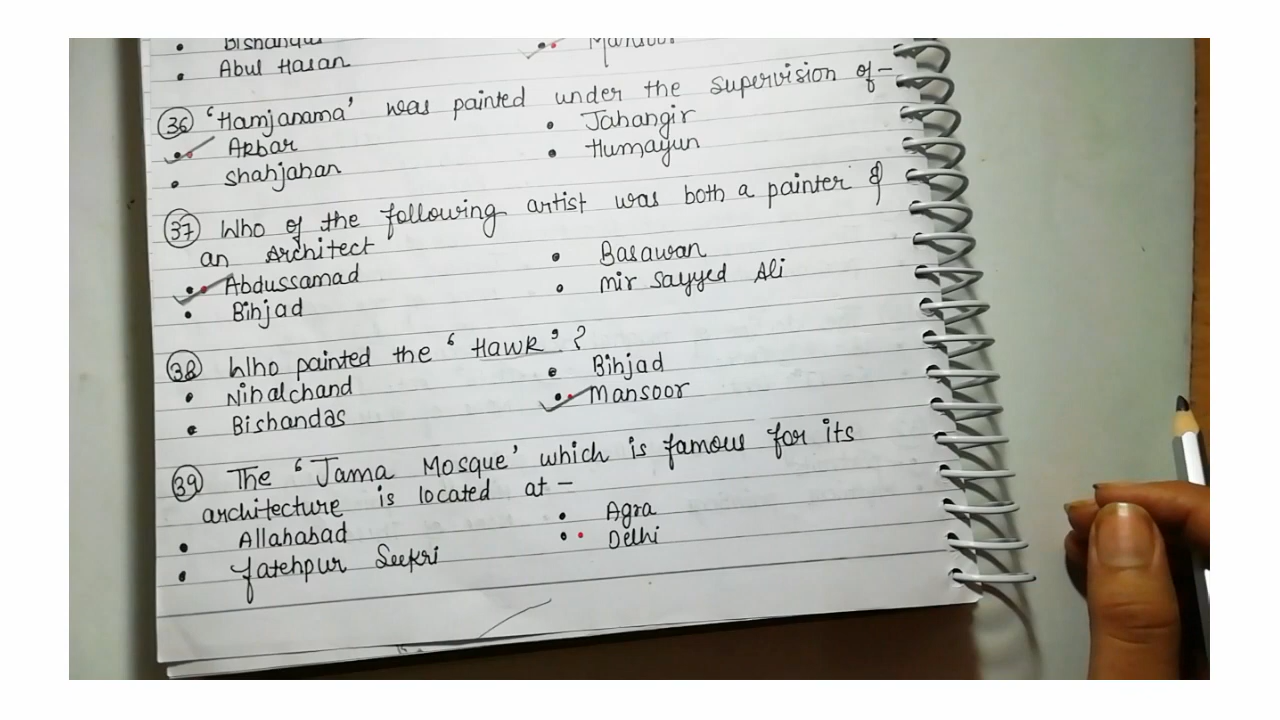 Abul Hasan
36 'Hamjanama' was painted under the supervision of-
• Akbar • Jahangir
• Shahjahan • Humayun
37 Who of the following artist was both a painter &
an Architect
• Abdussamad • Basawan
• Bihjad • Mir Sayyed Ali
38 Who painted the 'Hawk'?
• Nihalchand • Bihjad
• Bishandas • Mansoor
39 The 'Jama Mosque' which is famous for its
architecture is located at -
• Allahabad • Agra
• Fatehpur Seekri • Delhi